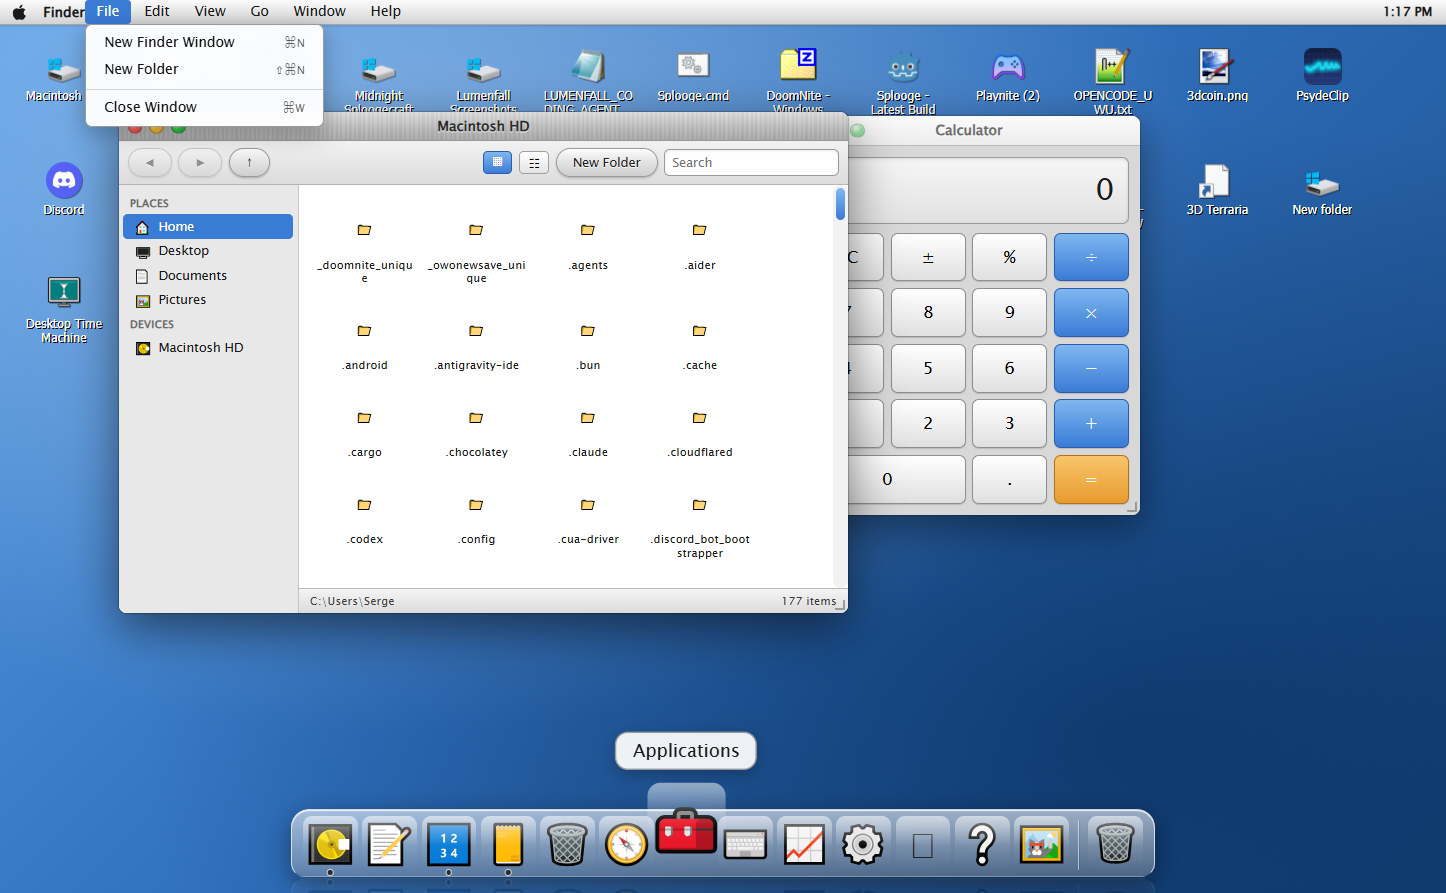 Finder File Edit View Go Window Help 1:17 PM
New Finder Window ⌘N
New Folder ⇧⌘N
Close Window ⌘W
Macintosh
Midnight
Sploogecraft
Lumenfall
Screenshots
LUMENFALL_CO
DING_AGENT
Splooge.cmd
DoomNite -
Windows
Splooge -
Latest Build
Playnite (2)
OPENCODE_U
WU.txt
3dcoin.png
PsydeClip
Discord
3D Terraria
New folder
Desktop Time
Machine
Macintosh HD
New Folder
Search
PLACES
Home
Desktop
Documents
Pictures
DEVICES
Macintosh HD
_doomnite_uniqu
e
_owonewsave_uni
que
.agents
.aider
.android
.antigravity-ide
.bun
.cache
.cargo
.chocolatey
.claude
.cloudflared
.codex
.config
.cua-driver
.discord_bot_boot
strapper
C:\Users\Serge
177 items
Calculator
0
C ± % ÷
8 9 ×
5 6 −
2 3 +
0 . =
Applications
1 2
3 4